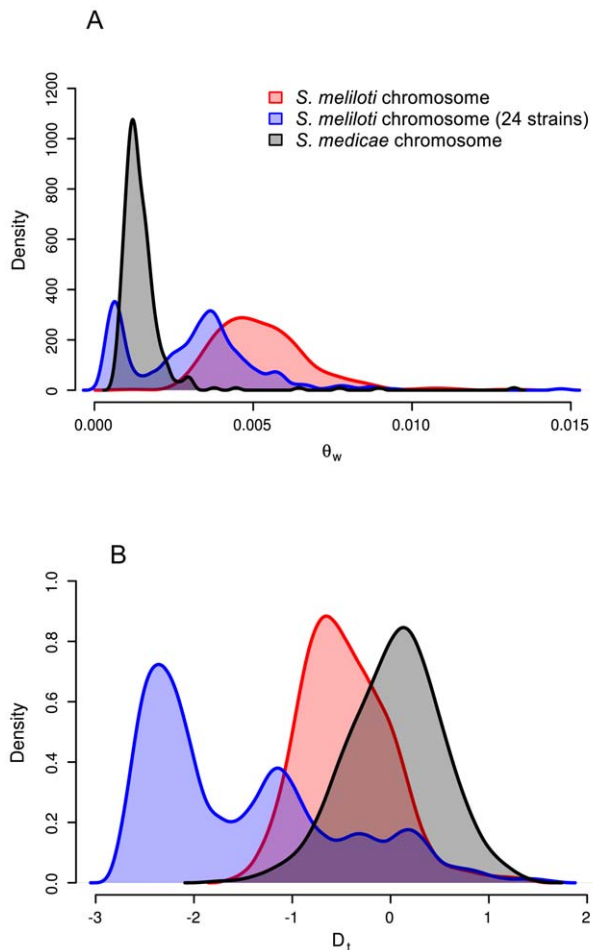 A
1200
1000
800
600
400
200
0
Density
S. meliloti chromosome
S. meliloti chromosome (24 strains)
S. medicae chromosome
0.000 0.005 0.010 0.015
θw
B
1.0
0.8
0.6
0.4
0.2
0.0
Density
-3 -2 -1 0 1 2
Dt